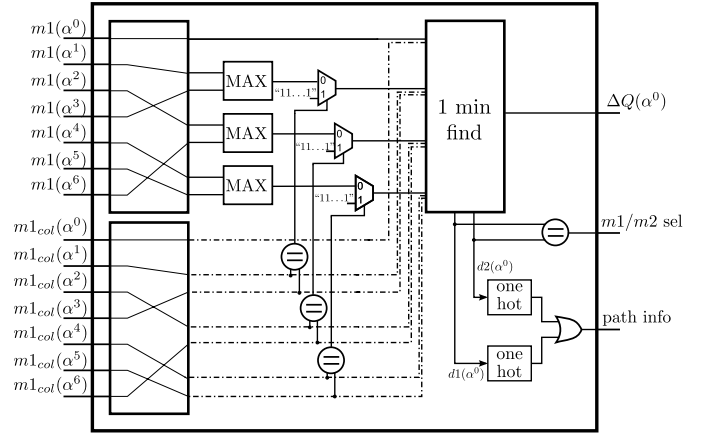 m1(α⁰)
m1(α¹)
m1(α²)
m1(α³)
m1(α⁴)
m1(α⁵)
m1(α⁶)
MAX
MAX
MAX
0
1
"11...1"
0
1
"11...1"
0
1
"11...1"
1 min
find
ΔQ(α⁰)
m1/m2 sel
m1col(α⁰)
m1col(α¹)
m1col(α²)
m1col(α³)
m1col(α⁴)
m1col(α⁵)
m1col(α⁶)
=
=
=
=
d2(α⁰)
one
hot
path info
one
hot
d1(α⁰)